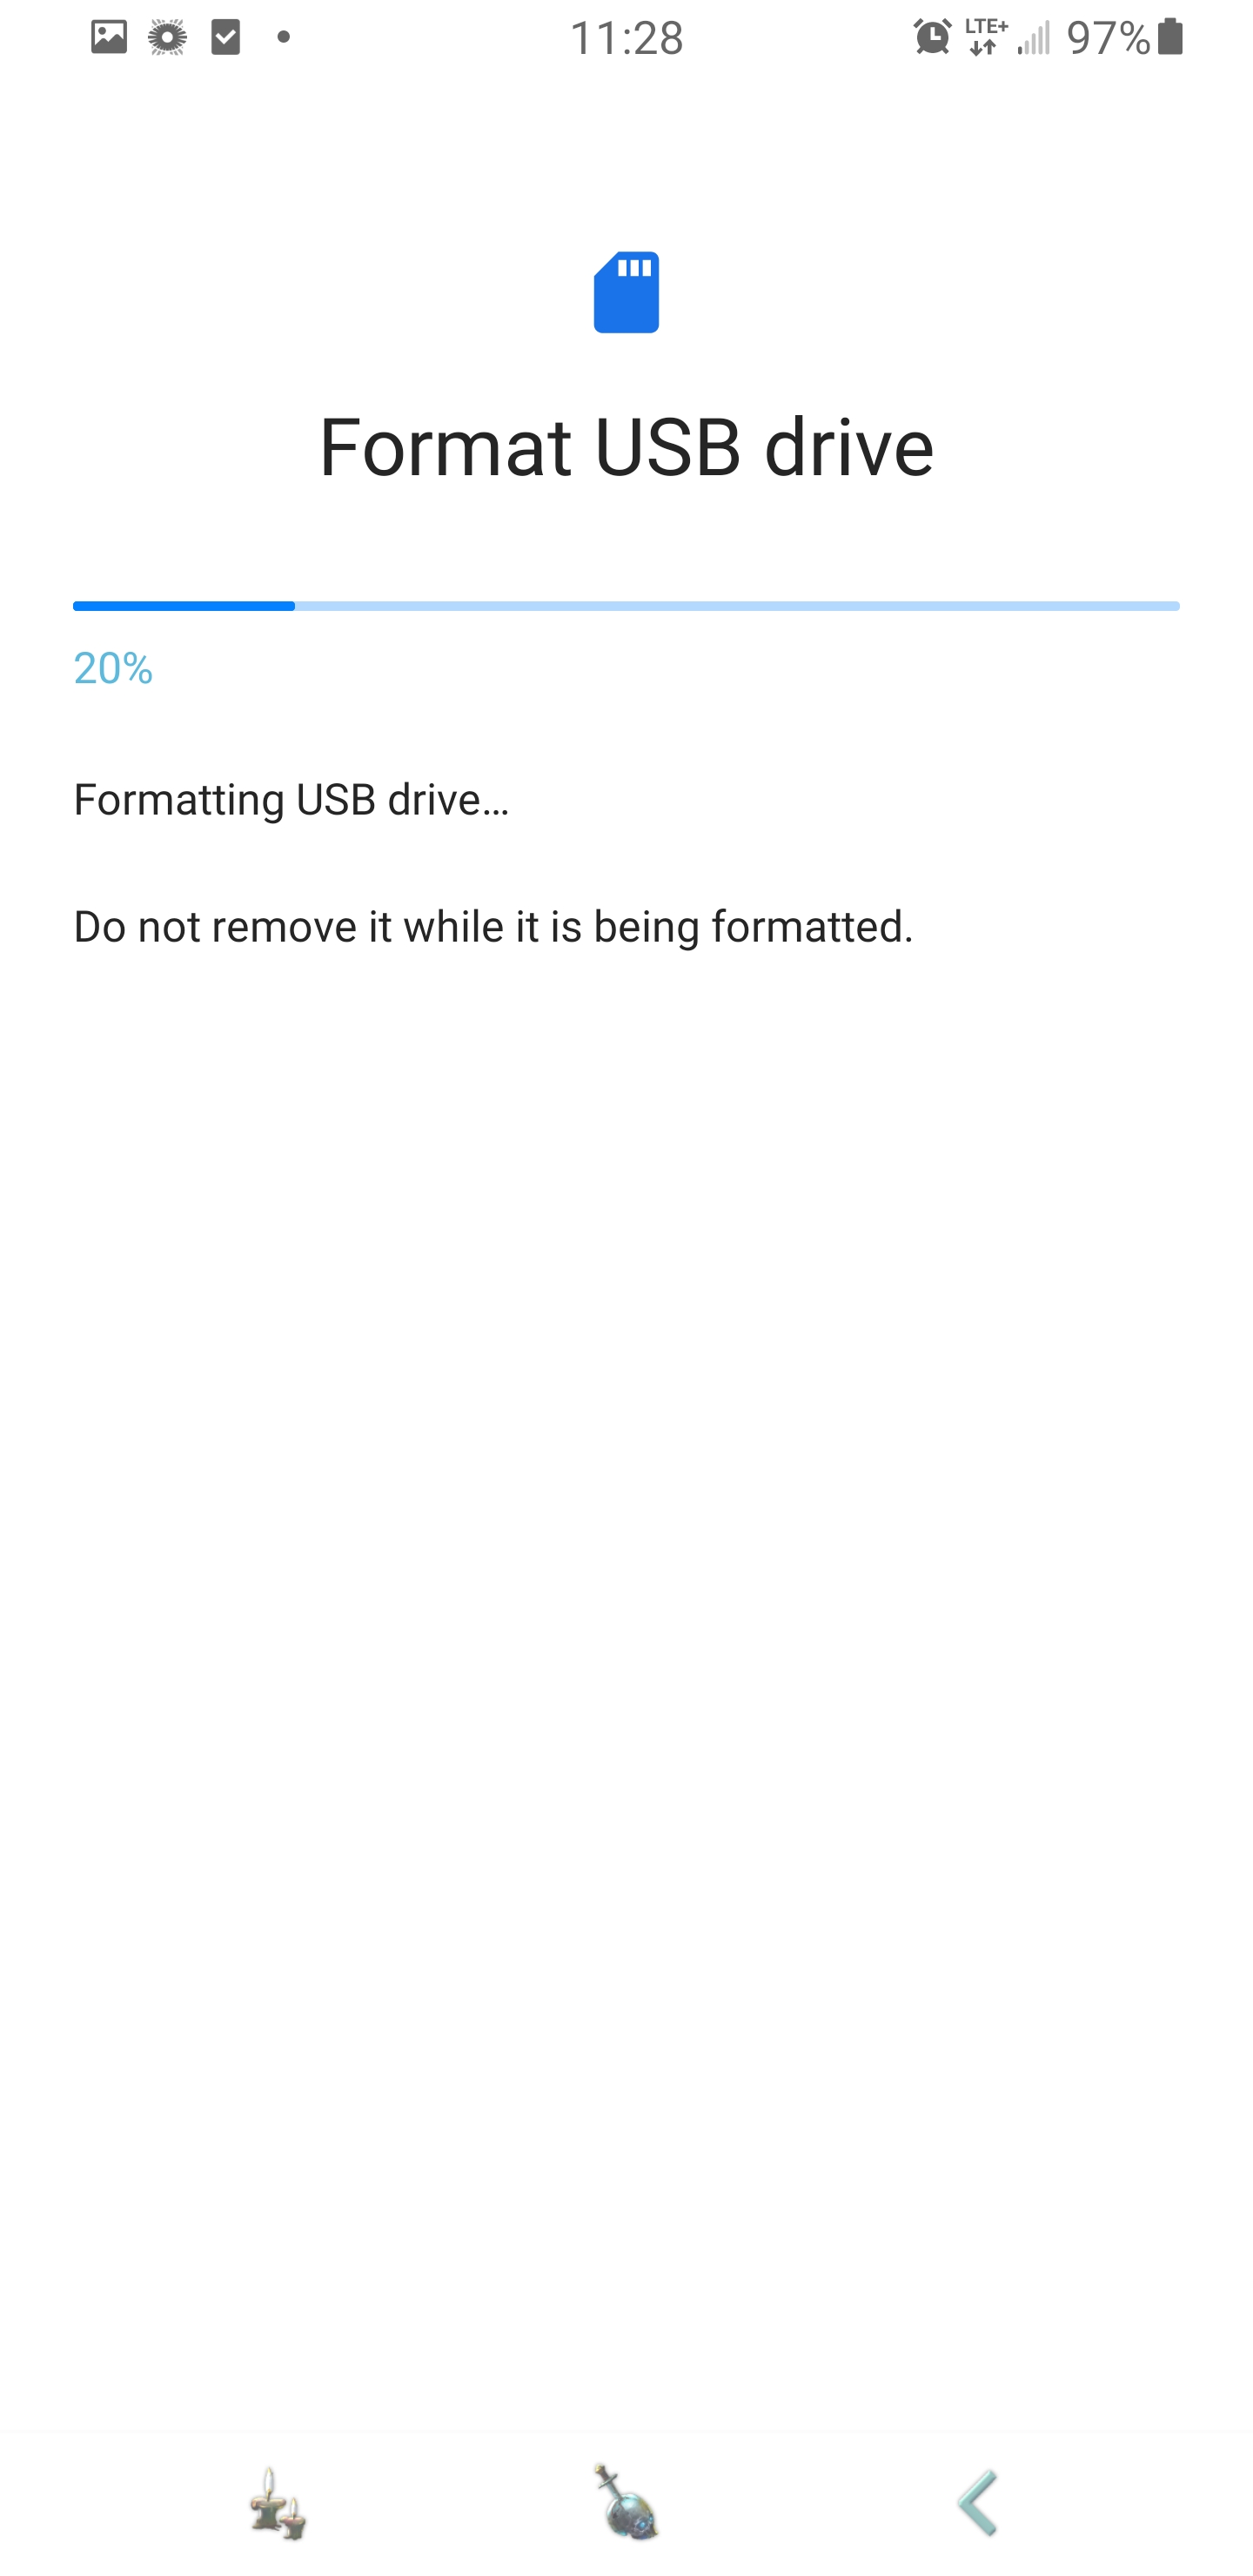 11:28 LTE+ 97%
Format USB drive
20%
Formatting USB drive...
Do not remove it while it is being formatted.